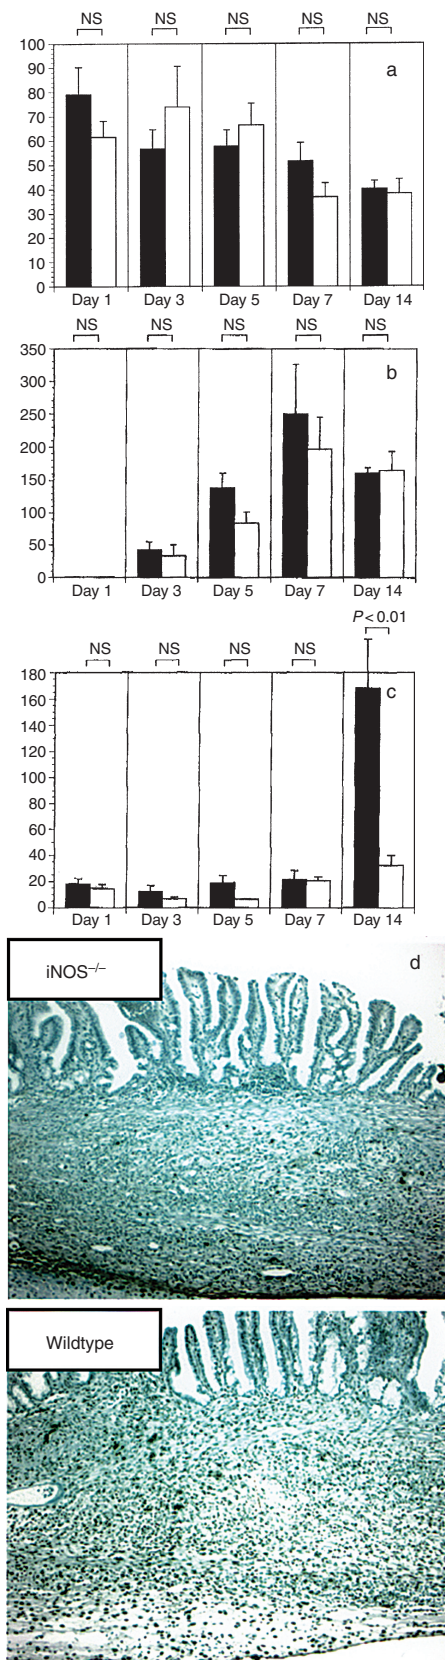 NS NS NS NS NS
100
90
80
70
60
50
40
30
20
10
0
a
Day 1 Day 3 Day 5 Day 7 Day 14
NS NS NS NS NS
350
300
250
200
150
100
50
0
b
Day 1 Day 3 Day 5 Day 7 Day 14
P < 0.01
NS NS NS NS
180
160
140
120
100
80
60
40
20
0
c
Day 1 Day 3 Day 5 Day 7 Day 14
iNOS–/–
d
Wildtype